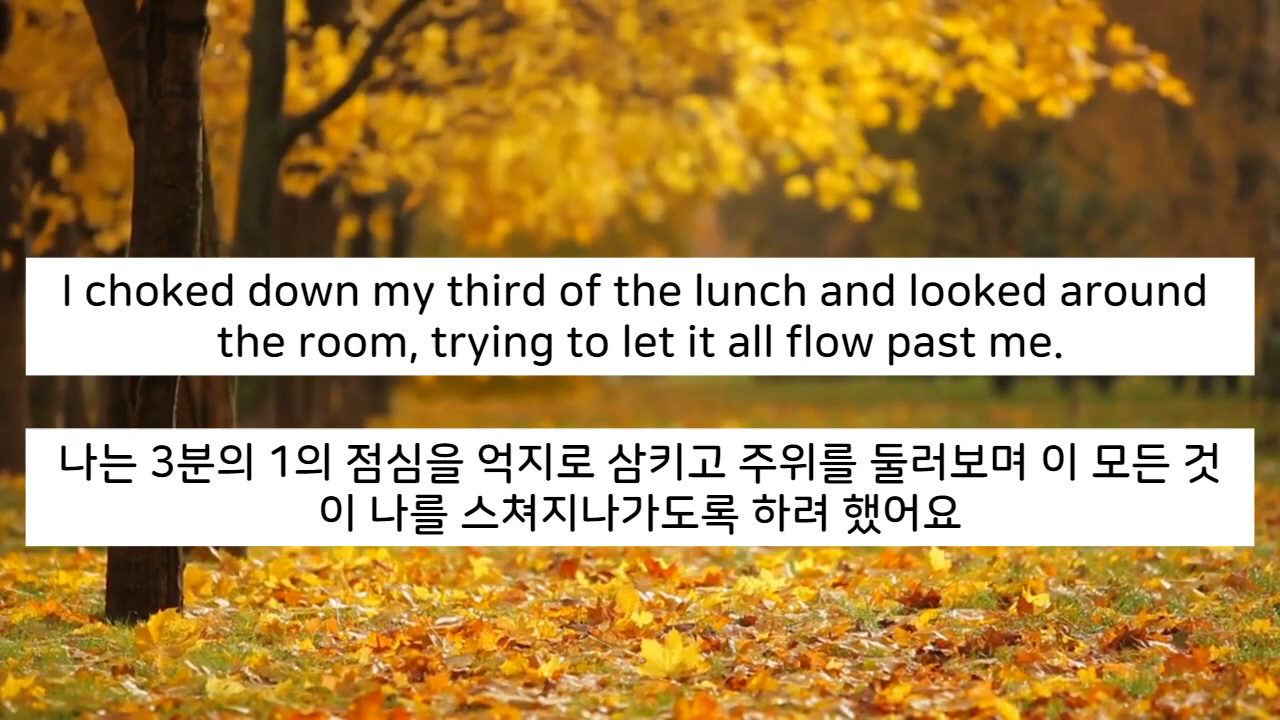 I choked down my third of the lunch and looked around
the room, trying to let it all flow past me.
나는 3분의 1의 점심을 억지로 삼키고 주위를 둘러보며 이 모든 것
이 나를 스쳐지나가도록 하려 했어요